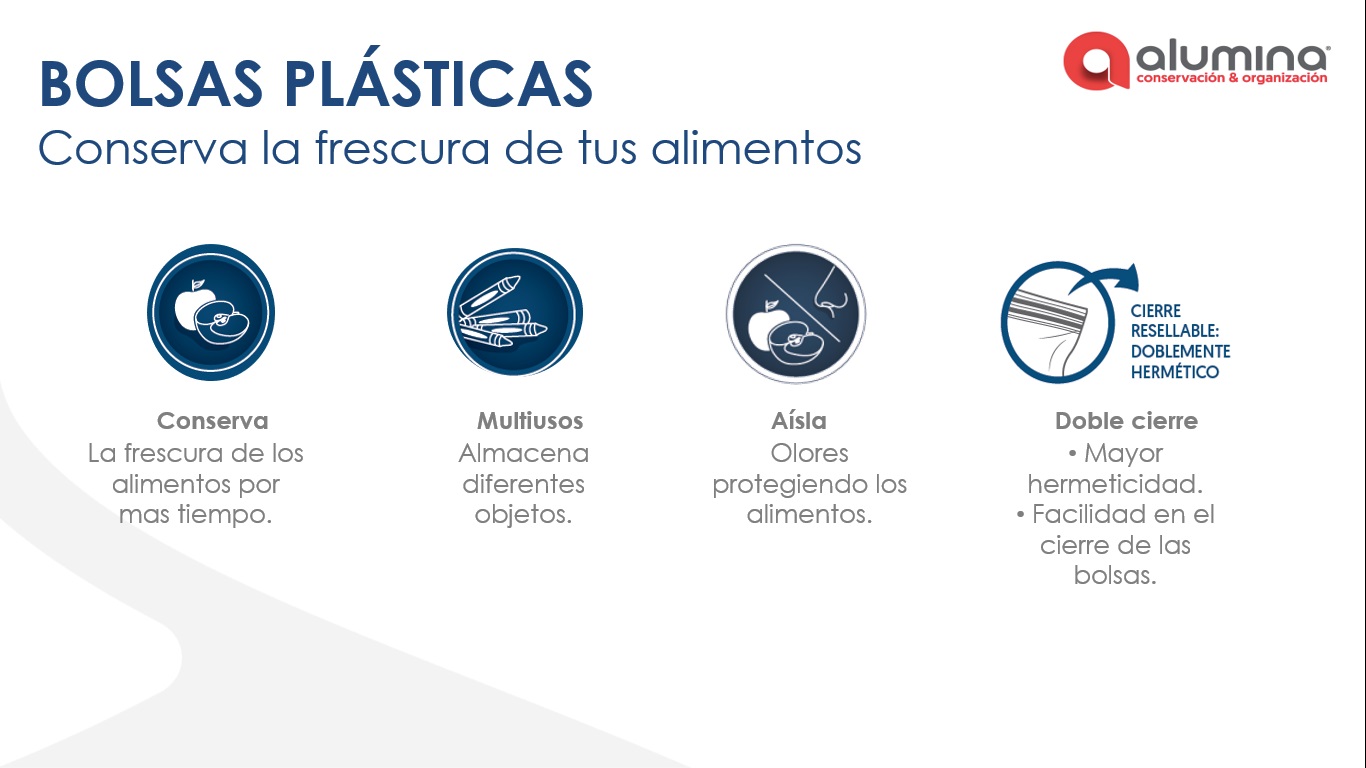 BOLSAS PLÁSTICAS
Conserva la frescura de tus alimentos
alumina®
conservación & organización
CIERRE
RESELLABLE:
DOBLEMENTE
HERMÉTICO
Conserva
La frescura de los
alimentos por
mas tiempo.
Multiusos
Almacena
diferentes
objetos.
Aísla
Olores
protegiendo los
alimentos.
Doble cierre
• Mayor
hermeticidad.
• Facilidad en el
cierre de las
bolsas.